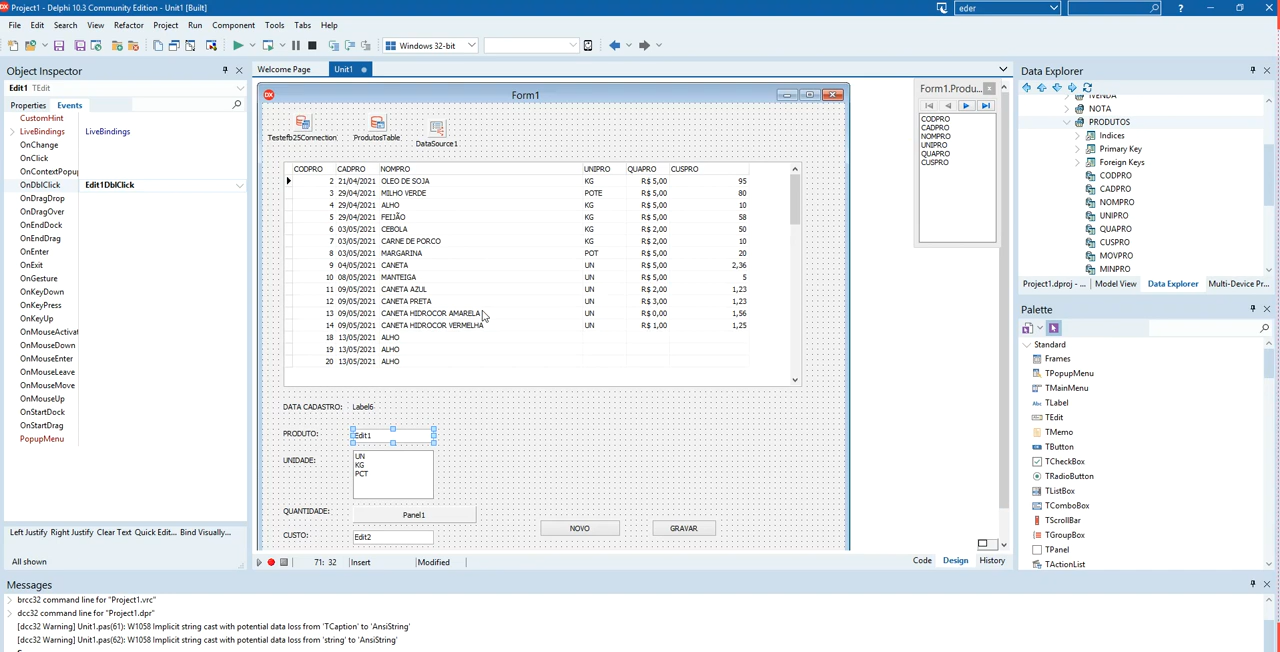 Project1 - Delphi 10.3 Community Edition - Unit1 [Built]
eder
File Edit Search View Refactor Project Run Component Tools Tabs Help
Windows 32-bit
Object Inspector
Edit1 TEdit
Properties Events
CustomHint
LiveBindings LiveBindings
OnChange
OnClick
OnContextPopup
OnDblClick Edit1DblClick
OnDragDrop
OnDragOver
OnEndDock
OnEndDrag
OnEnter
OnExit
OnGesture
OnKeyDown
OnKeyPress
OnKeyUp
OnMouseActivat
OnMouseDown
OnMouseEnter
OnMouseLeave
OnMouseMove
OnMouseUp
OnStartDock
OnStartDrag
PopupMenu
Left Justify Right Justify Clear Text Quick Edit... Bind Visually...
All shown
Welcome Page Unit1
Form1
Testefb25Connection ProdutosTable DataSource1
CODPRO CADPRO NOMPRO UNIPRO QUAPRO CUSPRO
2 21/04/2021 OLEO DE SOJA KG R$ 5,00 95
3 29/04/2021 MILHO VERDE POTE R$ 5,00 80
4 29/04/2021 ALHO KG R$ 5,00 10
5 29/04/2021 FEIJÃO KG R$ 5,00 58
6 03/05/2021 CEBOLA KG R$ 2,00 50
7 03/05/2021 CARNE DE PORCO KG R$ 2,00 10
8 03/05/2021 MARGARINA POT R$ 5,00 20
9 04/05/2021 CANETA UN R$ 5,00 2,36
10 08/05/2021 MANTEIGA UN R$ 5,00 5
11 09/05/2021 CANETA AZUL UN R$ 2,00 1,23
12 09/05/2021 CANETA PRETA UN R$ 3,00 1,23
13 09/05/2021 CANETA HIDROCOR AMARELA UN R$ 0,00 1,56
14 09/05/2021 CANETA HIDROCOR VERMELHA UN R$ 1,00 1,25
18 13/05/2021 ALHO
19 13/05/2021 ALHO
20 13/05/2021 ALHO
DATA CADASTRO: Label6
PRODUTO: Edit1
UNIDADE: UN
KG
PCT
QUANTIDADE: Panel1
CUSTO: Edit2
NOVO GRAVAR
71: 32 Insert Modified
Code Design History
Form1.Produ...
CODPRO
CADPRO
NOMPRO
UNIPRO
QUAPRO
CUSPRO
Data Explorer
IVENDA
NOTA
PRODUTOS
Indices
Primary Key
Foreign Keys
CODPRO
CADPRO
NOMPRO
UNIPRO
QUAPRO
CUSPRO
MOVPRO
MINPRO
Project1.dproj - ... Model View Data Explorer Multi-Device Pr...
Palette
Standard
Frames
TPopupMenu
TMainMenu
TLabel
TEdit
TMemo
TButton
TCheckBox
TRadioButton
TListBox
TComboBox
TScrollBar
TGroupBox
TPanel
TActionList
Messages
brcc32 command line for "Project1.vrc"
dcc32 command line for "Project1.dpr"
[dcc32 Warning] Unit1.pas(61): W1058 Implicit string cast with potential data loss from 'TCaption' to 'AnsiString'
[dcc32 Warning] Unit1.pas(62): W1058 Implicit string cast with potential data loss from 'string' to 'AnsiString'